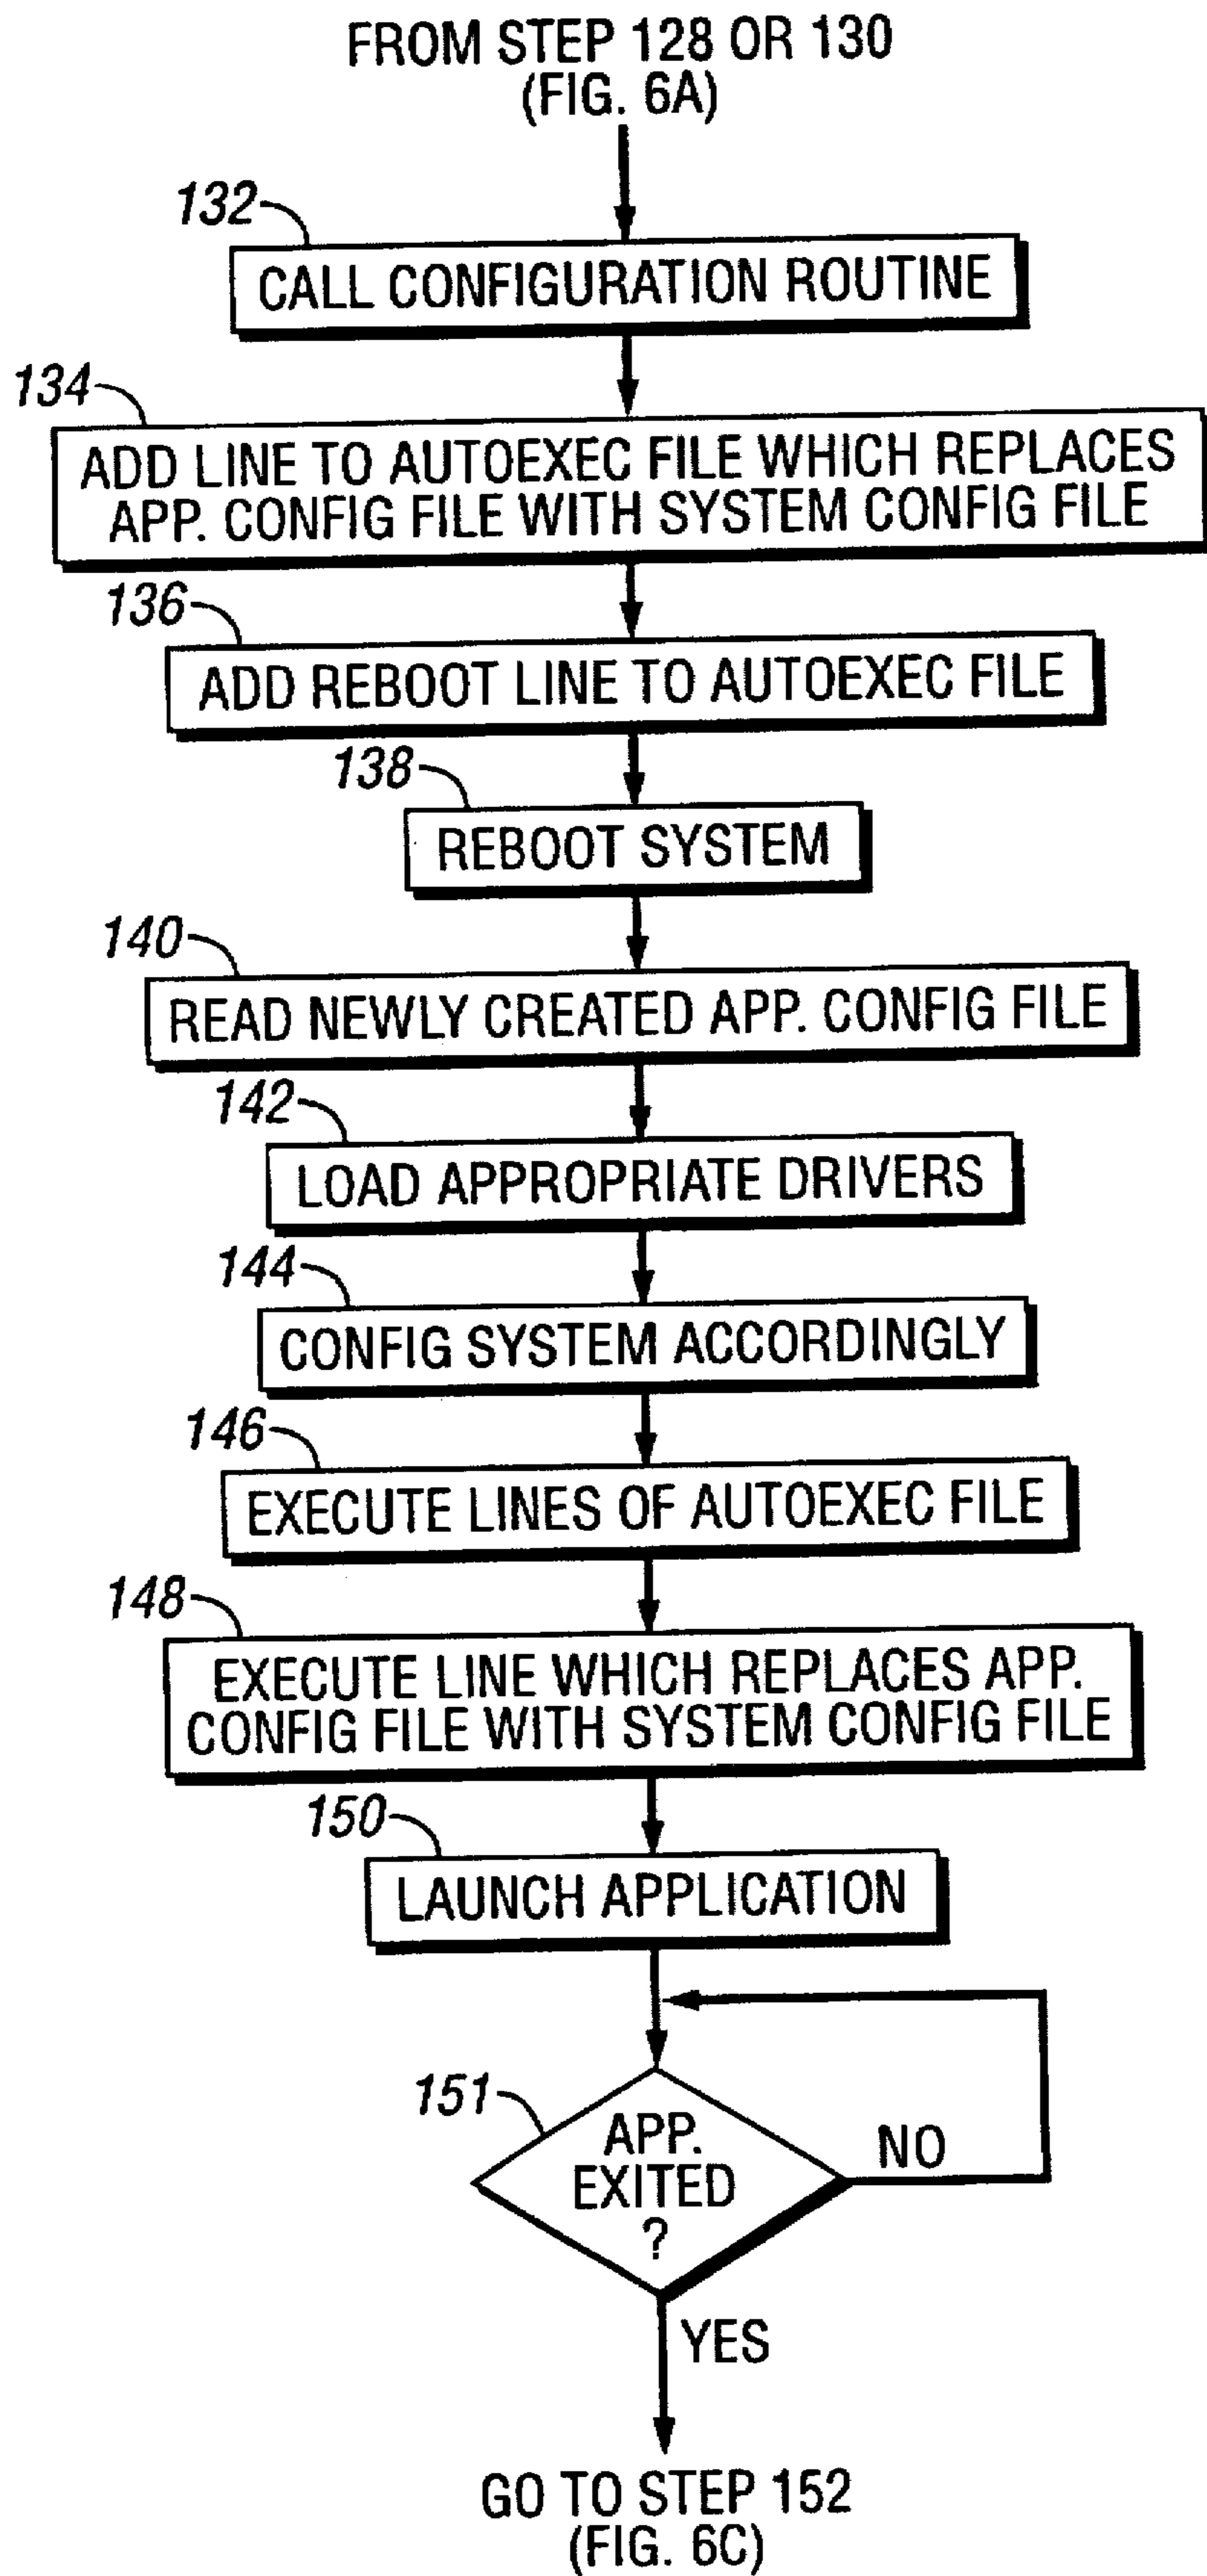 FROM STEP 128 OR 130
(FIG. 6A)
132
CALL CONFIGURATION ROUTINE
134
ADD LINE TO AUTOEXEC FILE WHICH REPLACES
APP. CONFIG FILE WITH SYSTEM CONFIG FILE
136
ADD REBOOT LINE TO AUTOEXEC FILE
138
REBOOT SYSTEM
140
READ NEWLY CREATED APP. CONFIG FILE
142
LOAD APPROPRIATE DRIVERS
144
CONFIG SYSTEM ACCORDINGLY
146
EXECUTE LINES OF AUTOEXEC FILE
148
EXECUTE LINE WHICH REPLACES APP.
CONFIG FILE WITH SYSTEM CONFIG FILE
150
LAUNCH APPLICATION
151
APP.
EXITED
?
NO
YES
GO TO STEP 152
(FIG. 6C)